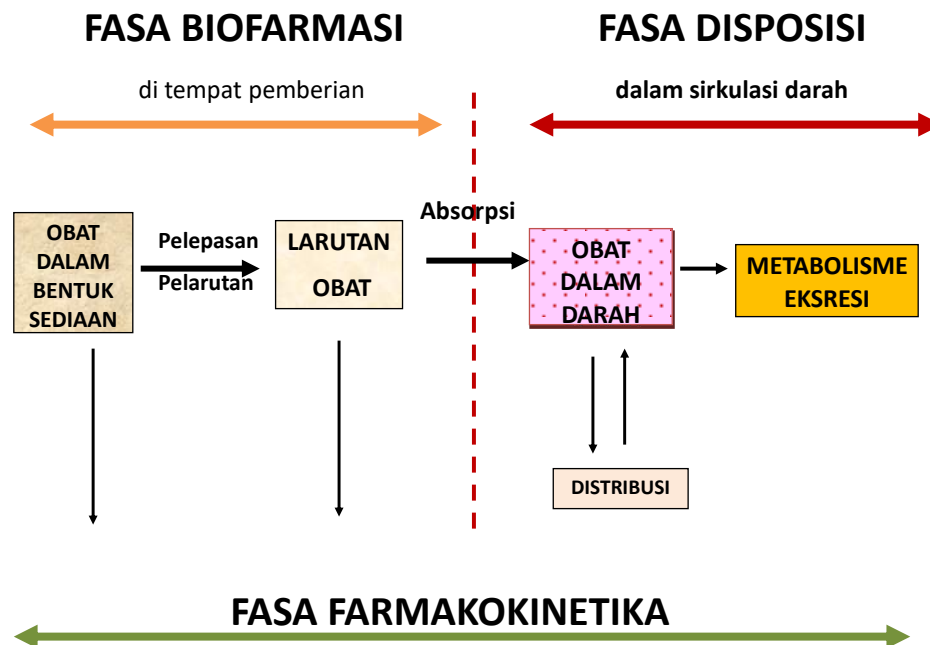 FASA BIOFARMASI
FASA DISPOSISI
di tempat pemberian
dalam sirkulasi darah
OBAT
DALAM
BENTUK
SEDIAAN
Pelepasan
Pelarutan
LARUTAN
OBAT
Absorpsi
OBAT
DALAM
DARAH
METABOLISME
EKSRESI
DISTRIBUSI
FASA FARMAKOKINETIKA